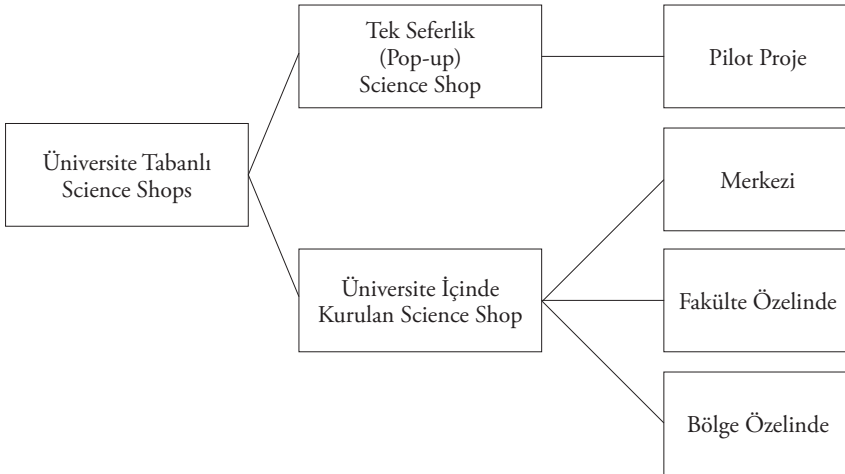 Tek Seferlik
(Pop-up)
Science Shop
Pilot Proje
Üniversite Tabanlı
Science Shops
Merkezi
Üniversite İçinde
Kurulan Science Shop
Fakülte Özelinde
Bölge Özelinde